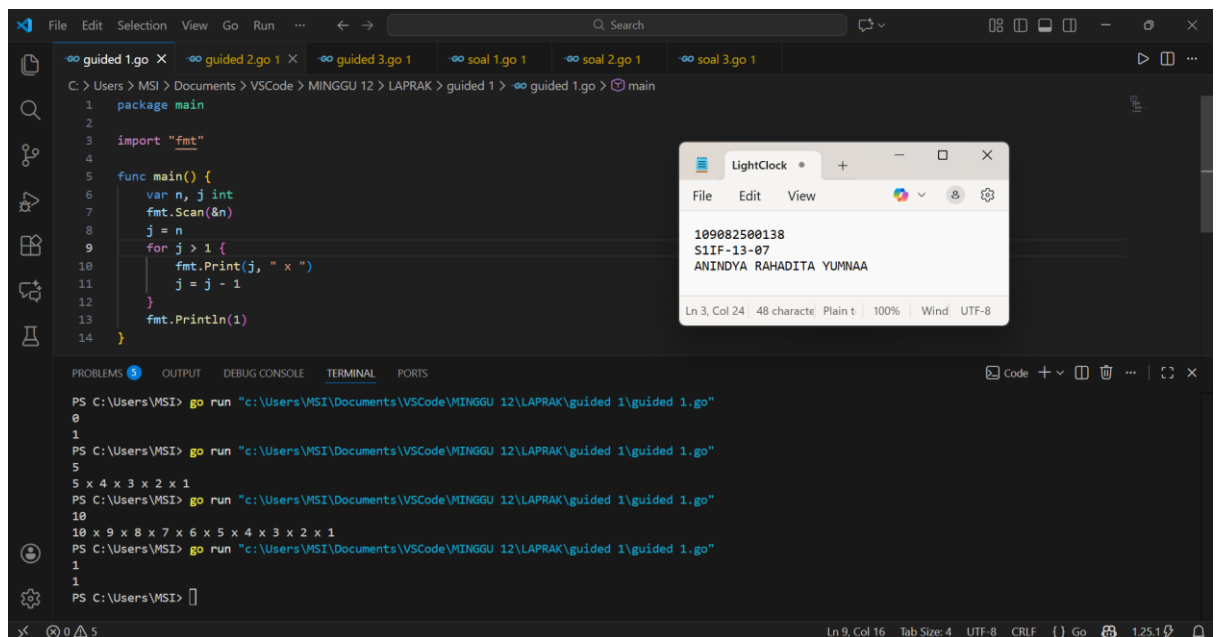 File Edit Selection View Go Run ... Search
guided 1.go guided 2.go 1 guided 3.go 1 soal 1.go 1 soal 2.go 1 soal 3.go 1
C: > Users > MSI > Documents > VSCode > MINGGU 12 > LAPRAK > guided 1 > guided 1.go > main
1 package main
2
3 import "fmt"
4
5 func main() {
6 var n, j int
7 fmt.Scan(&n)
8 j = n
9 for j > 1 {
10 fmt.Print(j, " x ")
11 j = j - 1
12 }
13 fmt.Println(1)
14 }
LightClock
File Edit View
109082500138
S1IF-13-07
ANINDYA RAHADITA YUMNAA
Ln 3, Col 24 48 characte Plain t 100% Wind UTF-8
PROBLEMS 5 OUTPUT DEBUG CONSOLE TERMINAL PORTS Code
PS C:\Users\MSI> go run "c:\Users\MSI\Documents\VSCode\MINGGU 12\LAPRAK\guided 1\guided 1.go"
0
1
PS C:\Users\MSI> go run "c:\Users\MSI\Documents\VSCode\MINGGU 12\LAPRAK\guided 1\guided 1.go"
5
5 x 4 x 3 x 2 x 1
PS C:\Users\MSI> go run "c:\Users\MSI\Documents\VSCode\MINGGU 12\LAPRAK\guided 1\guided 1.go"
10
10 x 9 x 8 x 7 x 6 x 5 x 4 x 3 x 2 x 1
PS C:\Users\MSI> go run "c:\Users\MSI\Documents\VSCode\MINGGU 12\LAPRAK\guided 1\guided 1.go"
1
1
PS C:\Users\MSI>
0 5 Ln 9, Col 16 Tab Size: 4 UTF-8 CRLF { } Go 1.25.1